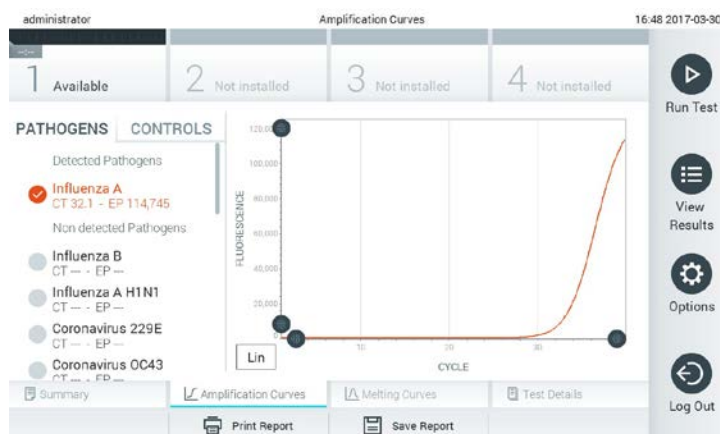 administrator
Amplification Curves
16:48 2017-03-30
1 Available
2 Not installed
3 Not installed
4 Not installed
Run Test
View
Results
Options
Log Out
PATHOGENS
CONTROLS
Detected Pathogens
Influenza A
CT 32.1 - EP 114,745
Non detected Pathogens
Influenza B
CT --- - EP ---
Influenza A H1N1
CT --- - EP ---
Coronavirus 229E
CT --- - EP ---
Coronavirus OC43
CT --- - EP ---
FLUORESCENCE
120,000
100,000
80,000
60,000
40,000
20,000
0
10
20
30
CYCLE
Lin
Summary
Amplification Curves
Melting Curves
Test Details
Print Report
Save Report